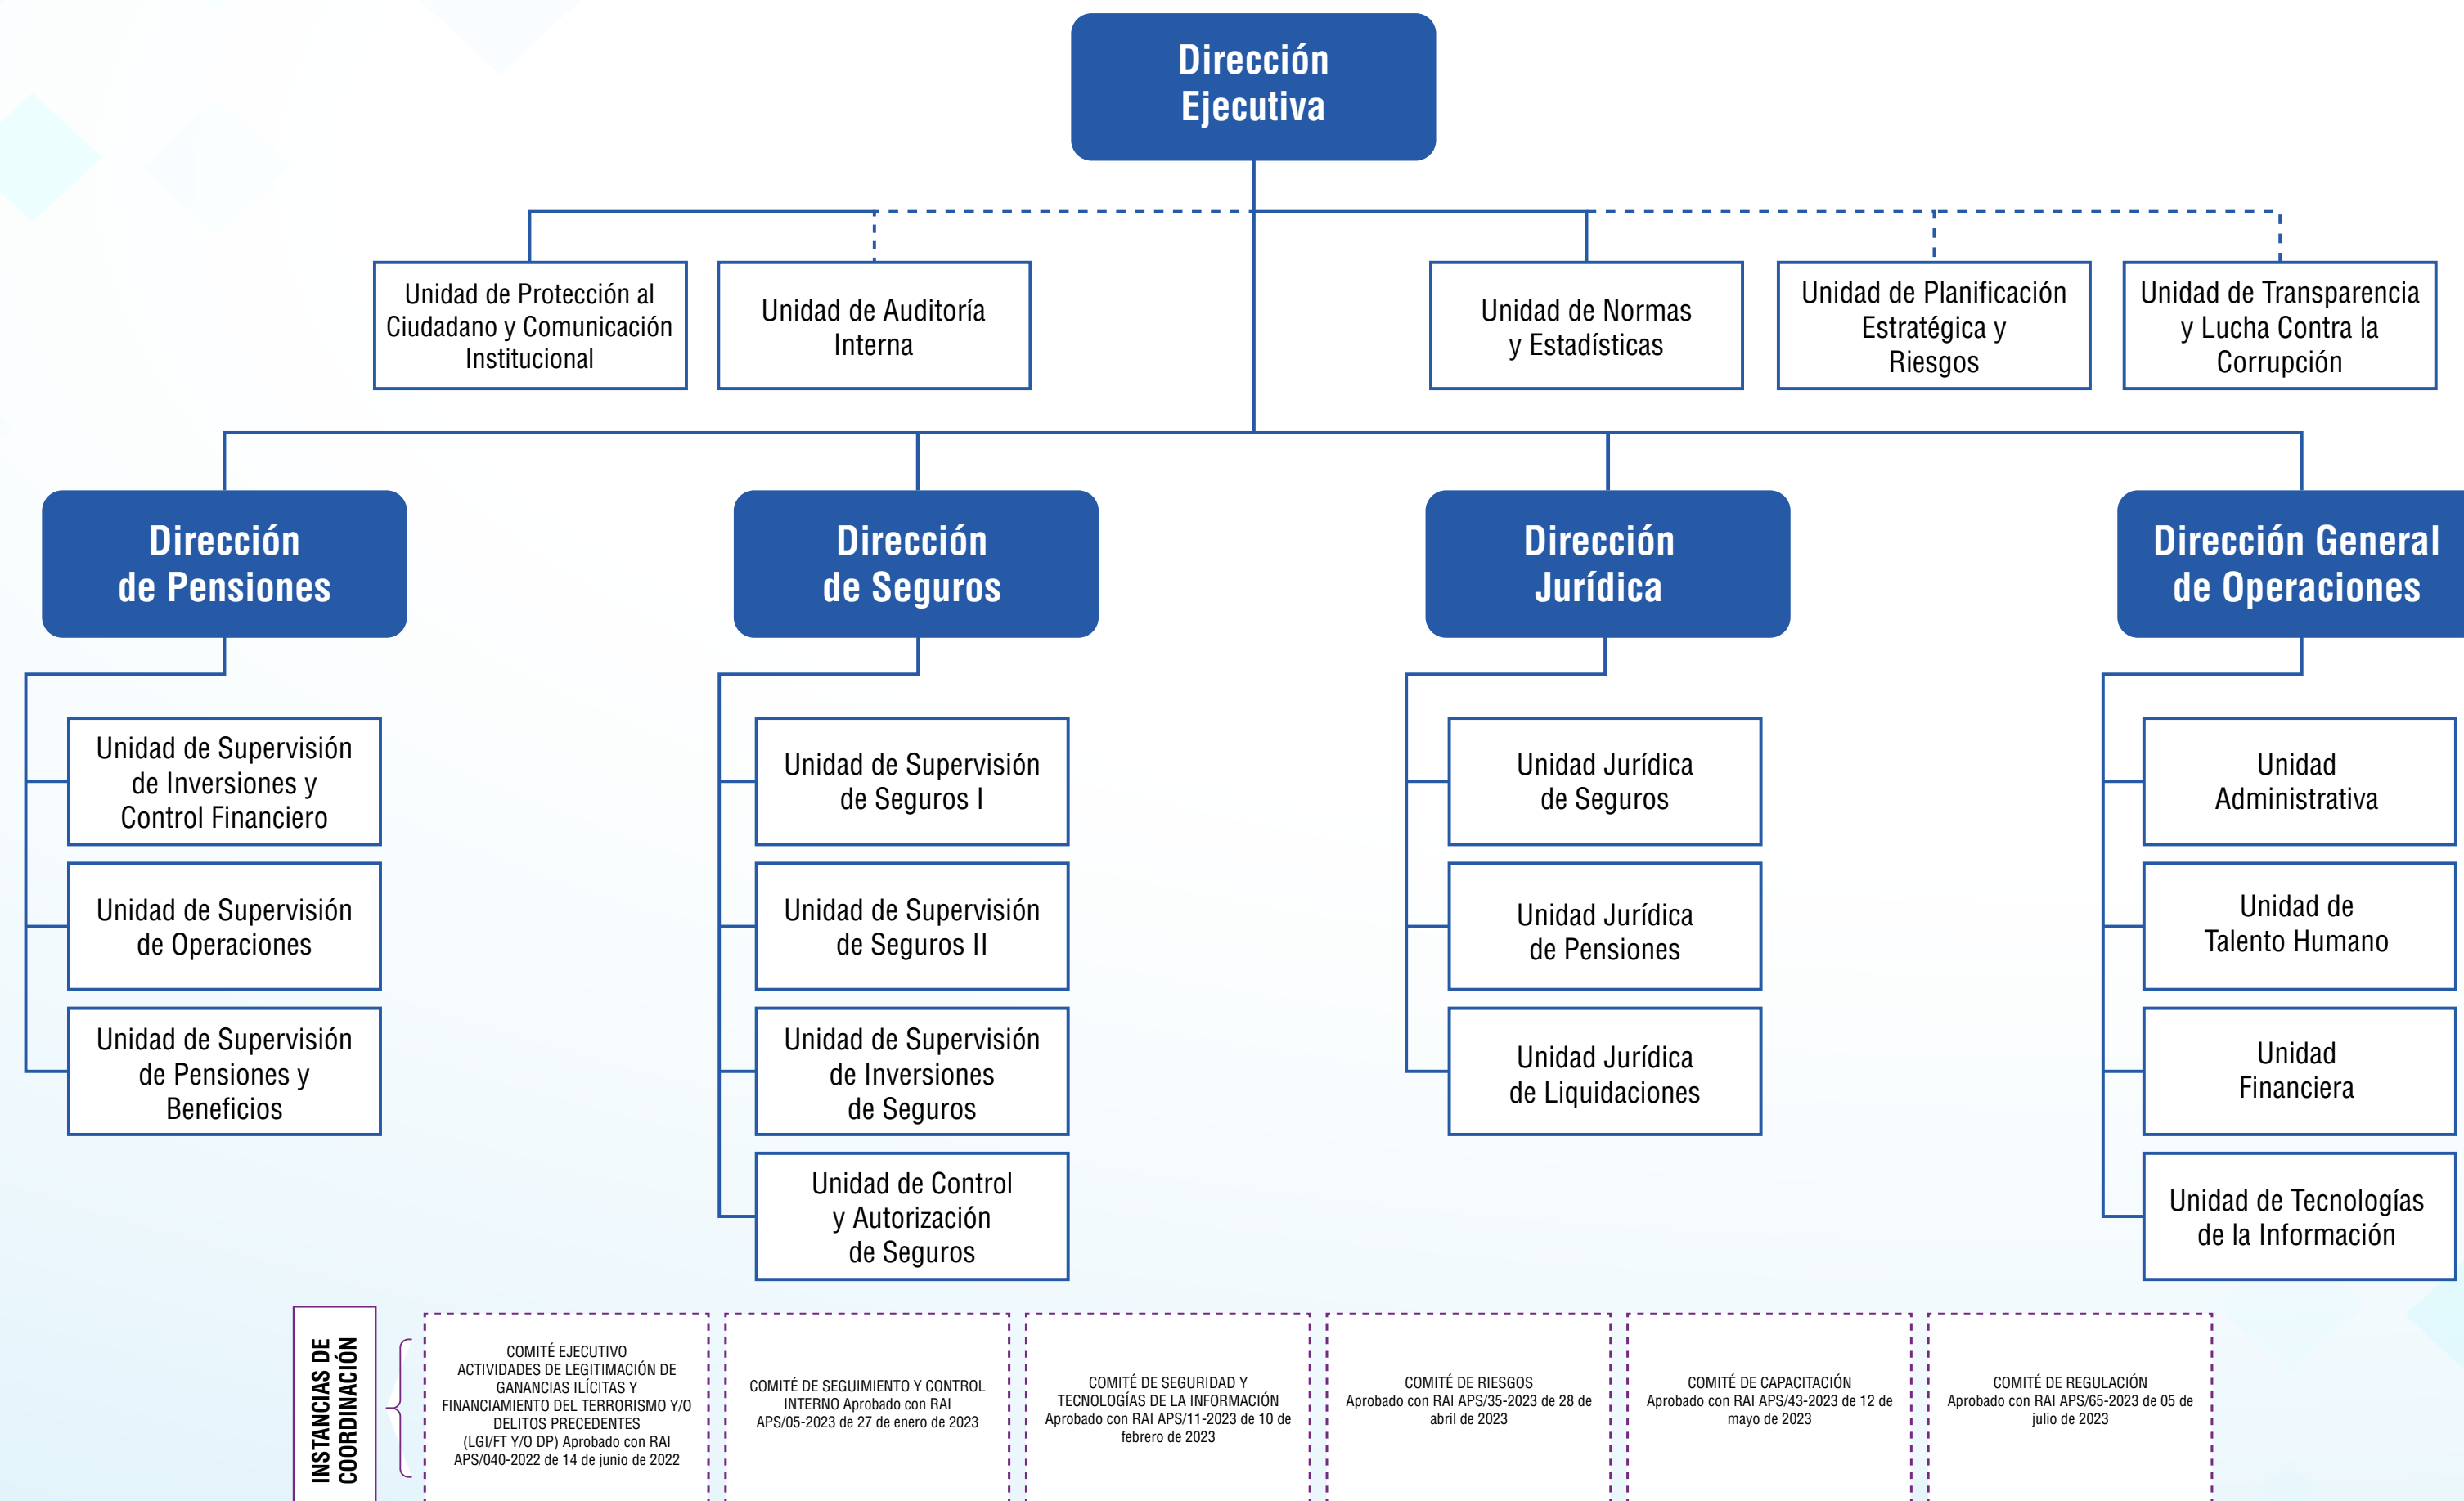 Dirección
Ejecutiva
Unidad de Protección al
Ciudadano y Comunicación
Institucional
Unidad de Auditoría
Interna
Unidad de Normas
y Estadísticas
Unidad de Planificación
Estratégica y
Riesgos
Unidad de Transparencia
y Lucha Contra la
Corrupción
Dirección
de Pensiones
Dirección
de Seguros
Dirección
Jurídica
Dirección General
de Operaciones
Unidad de Supervisión
de Inversiones y
Control Financiero
Unidad de Supervisión
de Operaciones
Unidad de Supervisión
de Pensiones y
Beneficios
Unidad de Supervisión
de Seguros I
Unidad de Supervisión
de Seguros II
Unidad de Supervisión
de Inversiones
de Seguros
Unidad de Control
y Autorización
de Seguros
Unidad Jurídica
de Seguros
Unidad Jurídica
de Pensiones
Unidad Jurídica
de Liquidaciones
Unidad
Administrativa
Unidad de
Talento Humano
Unidad
Financiera
Unidad de Tecnologías
de la Información
INSTANCIAS DE
COORDINACIÓN
COMITÉ EJECUTIVO
ACTIVIDADES DE LEGITIMACIÓN DE
GANANCIAS ILÍCITAS Y
FINANCIAMIENTO DEL TERRORISMO Y/O
DELITOS PRECEDENTES
(LGI/FT Y/O DP) Aprobado con RAI
APS/040-2022 de 14 de junio de 2022
COMITÉ DE SEGUIMIENTO Y CONTROL
INTERNO Aprobado con RAI
APS/05-2023 de 27 de enero de 2023
COMITÉ DE SEGURIDAD Y
TECNOLOGÍAS DE LA INFORMACIÓN
Aprobado con RAI APS/11-2023 de 10 de
febrero de 2023
COMITÉ DE RIESGOS
Aprobado con RAI APS/35-2023 de 28 de
abril de 2023
COMITÉ DE CAPACITACIÓN
Aprobado con RAI APS/43-2023 de 12 de
mayo de 2023
COMITÉ DE REGULACIÓN
Aprobado con RAI APS/65-2023 de 05 de
julio de 2023